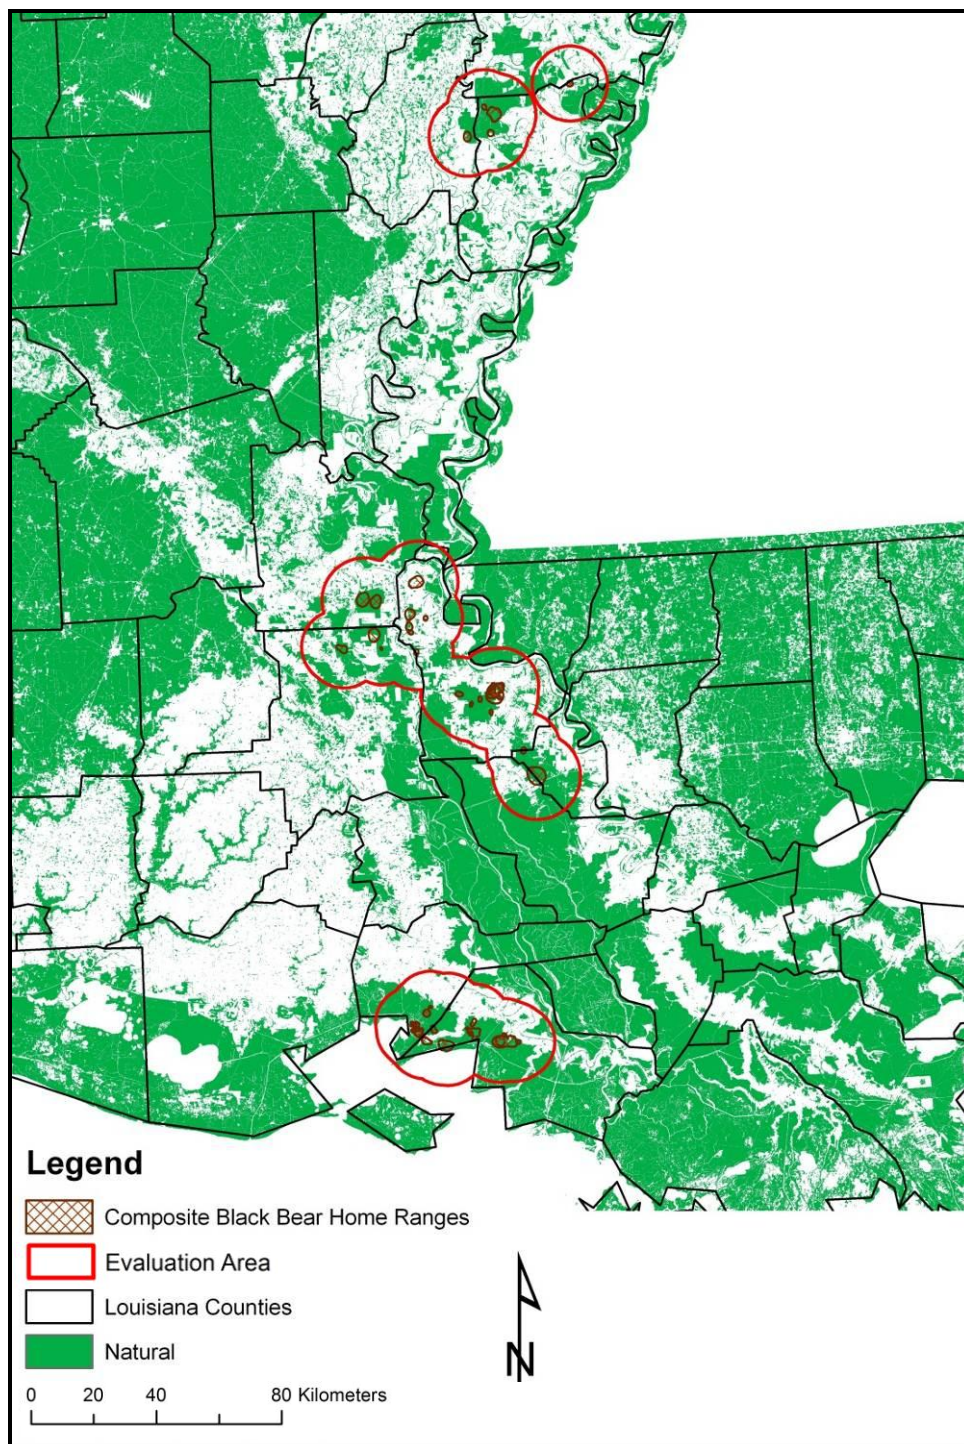 Legend
Composite Black Bear Home Ranges
Evaluation Area
Louisiana Counties
Natural
0 20 40 80 Kilometers
N